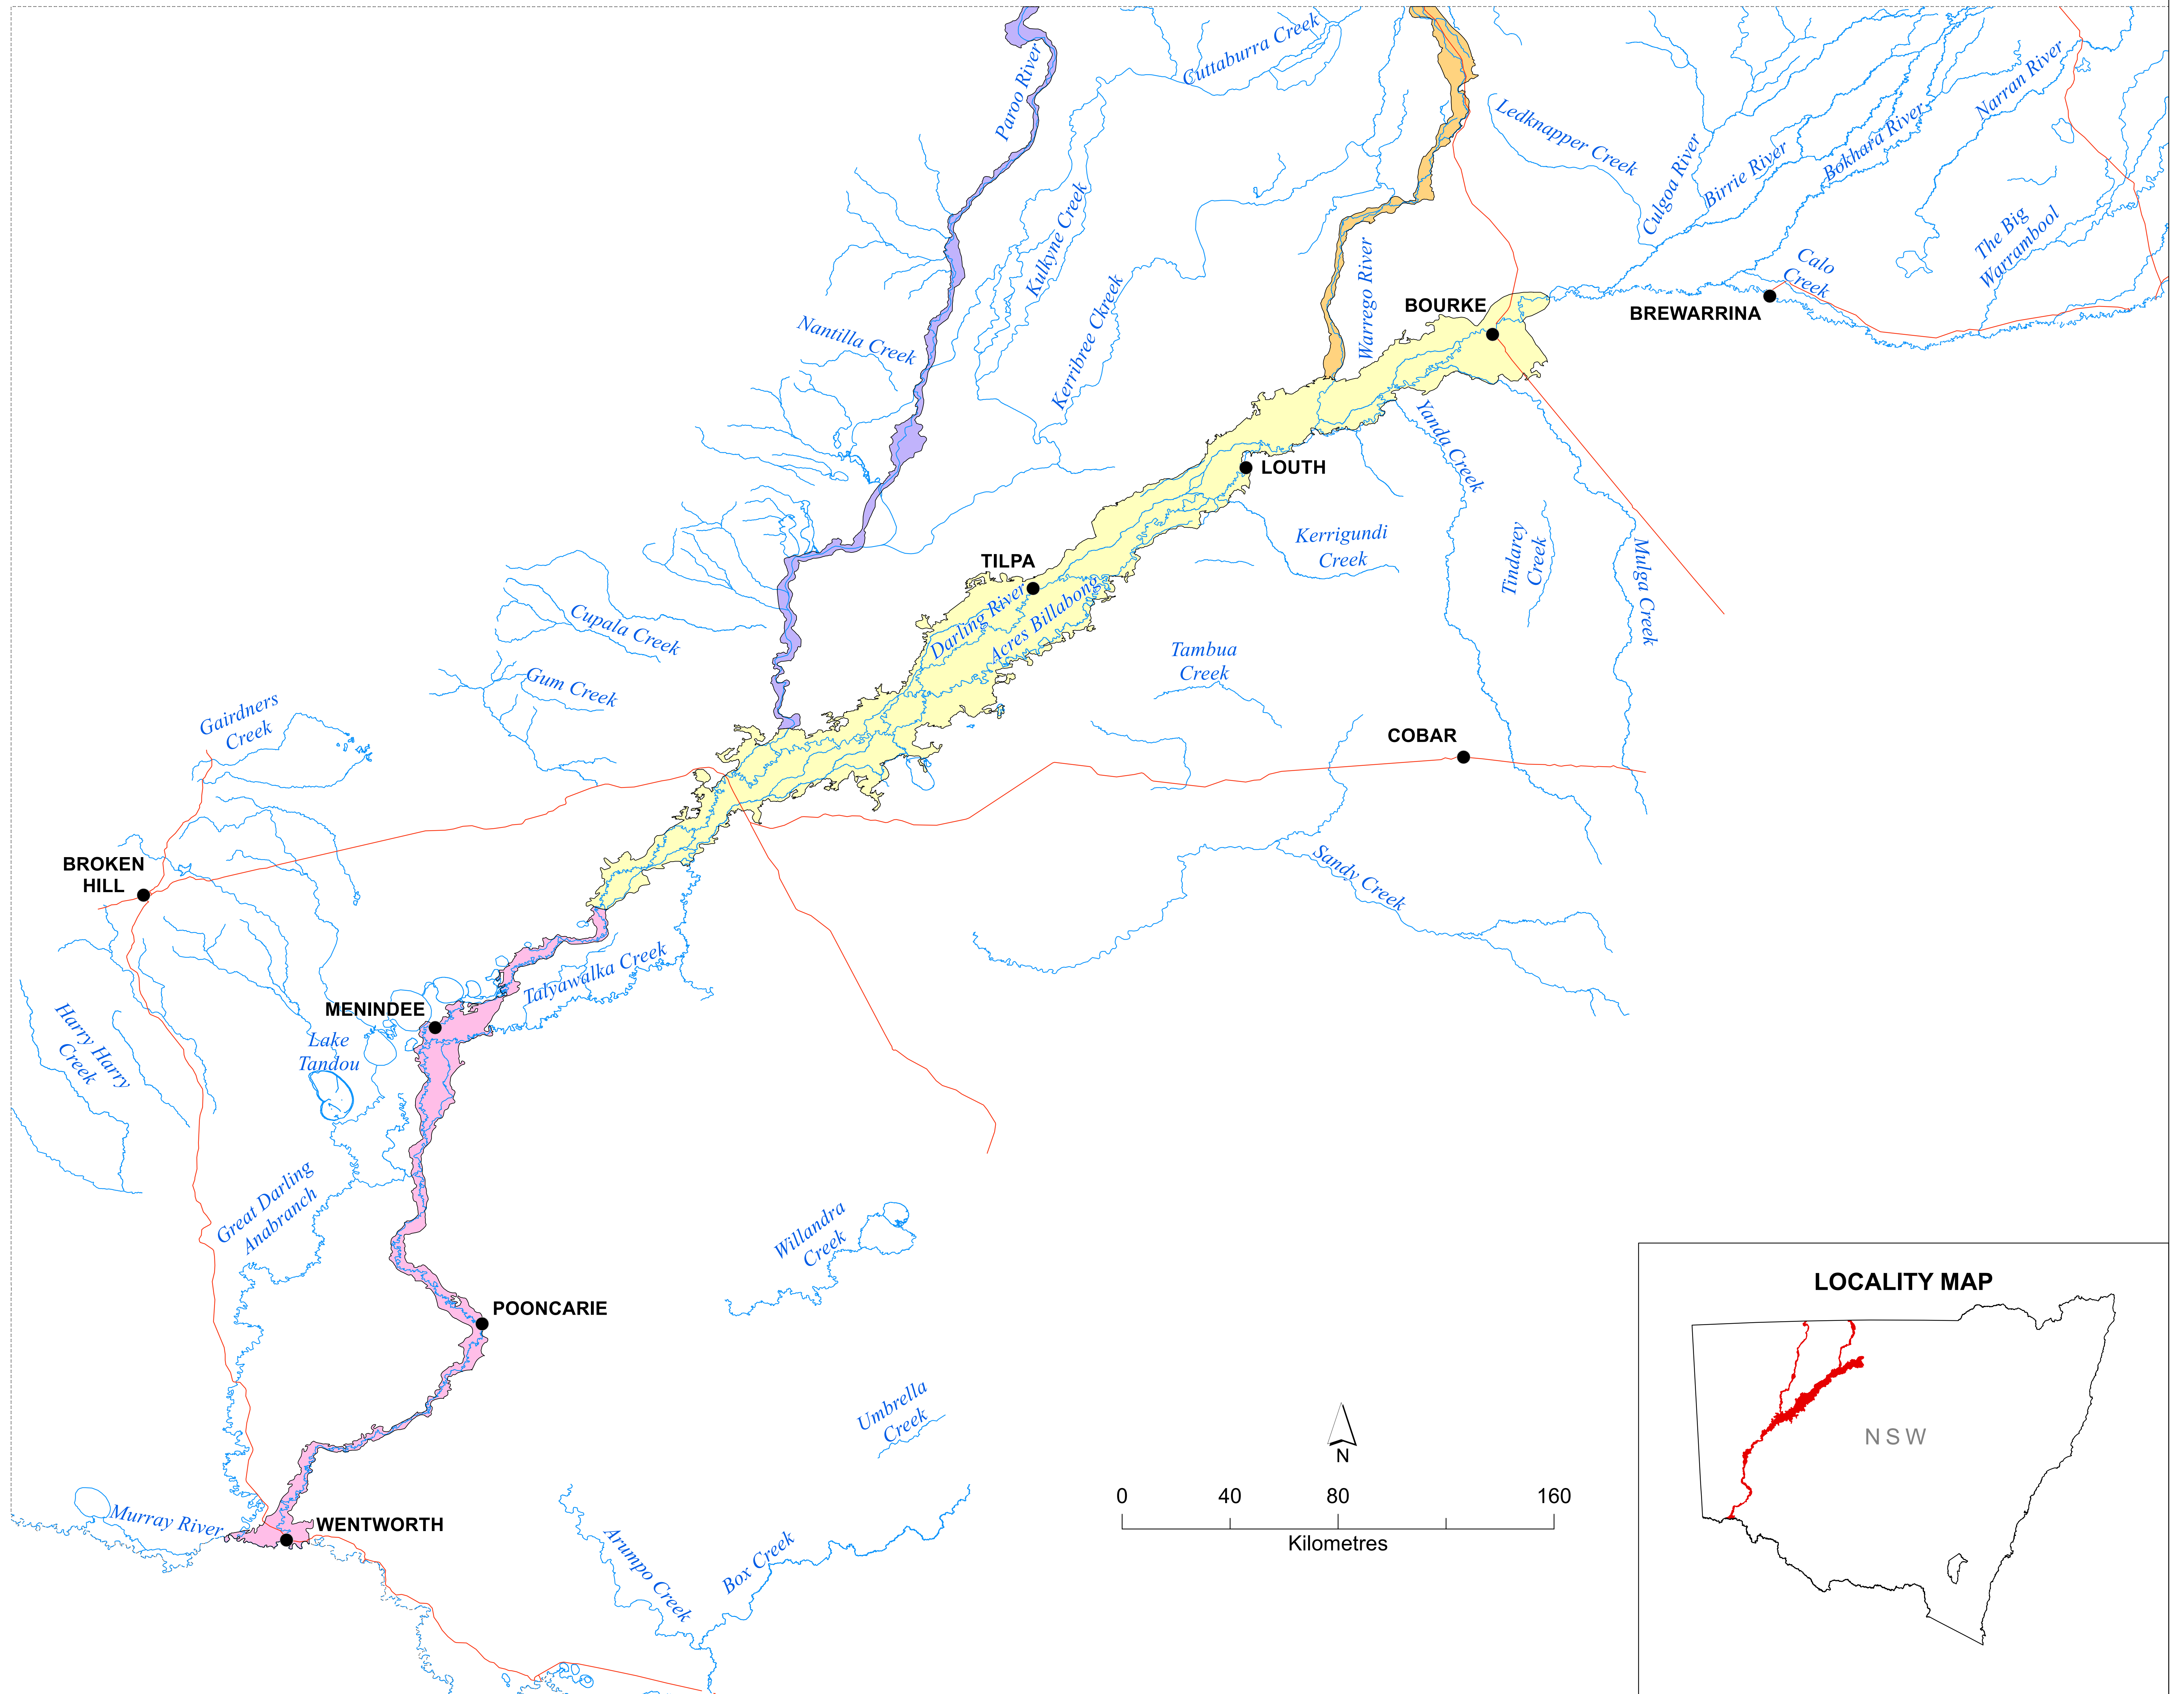 Paroo River
Cuttaburra Creek
Narran River
Ledknapper Creek
Culgoa River
Birrie River
Bokhara River
The Big
Warrambool
Calo
Creek
Kulkyne Creek
Kerribree Ckreek
Warrego River
BOURKE
BREWARRINA
Nantilla Creek
Yanda Creek
LOUTH
Kerrigundi
Creek
Tindarey
Creek
Mulga Creek
TILPA
Darling River
Acres Billabong
Cupala Creek
Tambua
Creek
Gum Creek
Gairdners
Creek
COBAR
BROKEN
HILL
Sandy Creek
Talyawalka Creek
MENINDEE
Lake
Tandou
Harry Harry
Creek
Great Darling
Anabranch
Willandra
Creek
POONCARIE
LOCALITY MAP
NSW
Umbrella
Creek
N
0 40 80 160
Kilometres
Murray River
WENTWORTH
Arumpo Creek
Box Creek